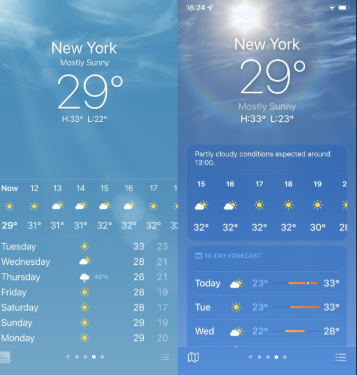 New York
Mostly Sunny
29°
H:33° L:22°
Now 12 13 14 15 16 17 1
29° 31° 31° 31° 32° 32° 32° 3
Tuesday 33 23
Wednesday 28 21
Thursday 40% 26 21
Friday 28 19
Saturday 28 17
Sunday 29 19
Monday 29 20
16:24
New York
29°
Mostly Sunny
H:33° L:23°
Partly cloudy conditions expected around
13:00.
15 16 17 18 19 2
32° 32° 32° 32° 30° 28
10-DAY FORECAST
Today 23° 33°
Tue 23° 33°
Wed 22° 28°